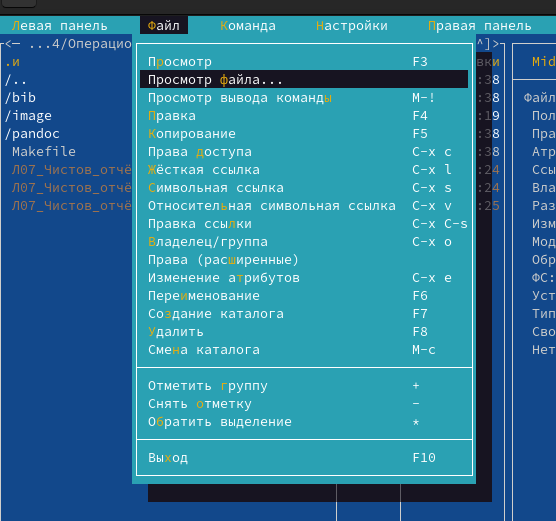 Левая панель Файл Команда Настройки Правая панель
<— ...4/Операцио ^]>
.и вки Mid
Просмотр F3
/.. :38
Просмотр файла...
/bib :38 Файл
Просмотр вывода команды M-!
/image :19 Пол
Правка F4
/pandoc :38 Пра
Копирование F5
Makefile :38 Атр
Права доступа C-x c
Л07_Чистов_отчё :24 Ссы
Жёсткая ссылка C-x l
Л07_Чистов_отчё :24 Вла
Символьная ссылка C-x s
Л07_Чистов_отчё :25 Раз
Относительная символьная ссылка C-x v
Правка ссылки C-x C-s Изм
Владелец/группа C-x o Мод
Права (расширенные) Обр
Изменение атрибутов C-x e ФС:
Переименование F6 Уст
Создание каталога F7 Тип
Удалить F8 Сво
Смена каталога M-c Нет
Отметить группу +
Снять отметку -
Обратить выделение *
Выход F10